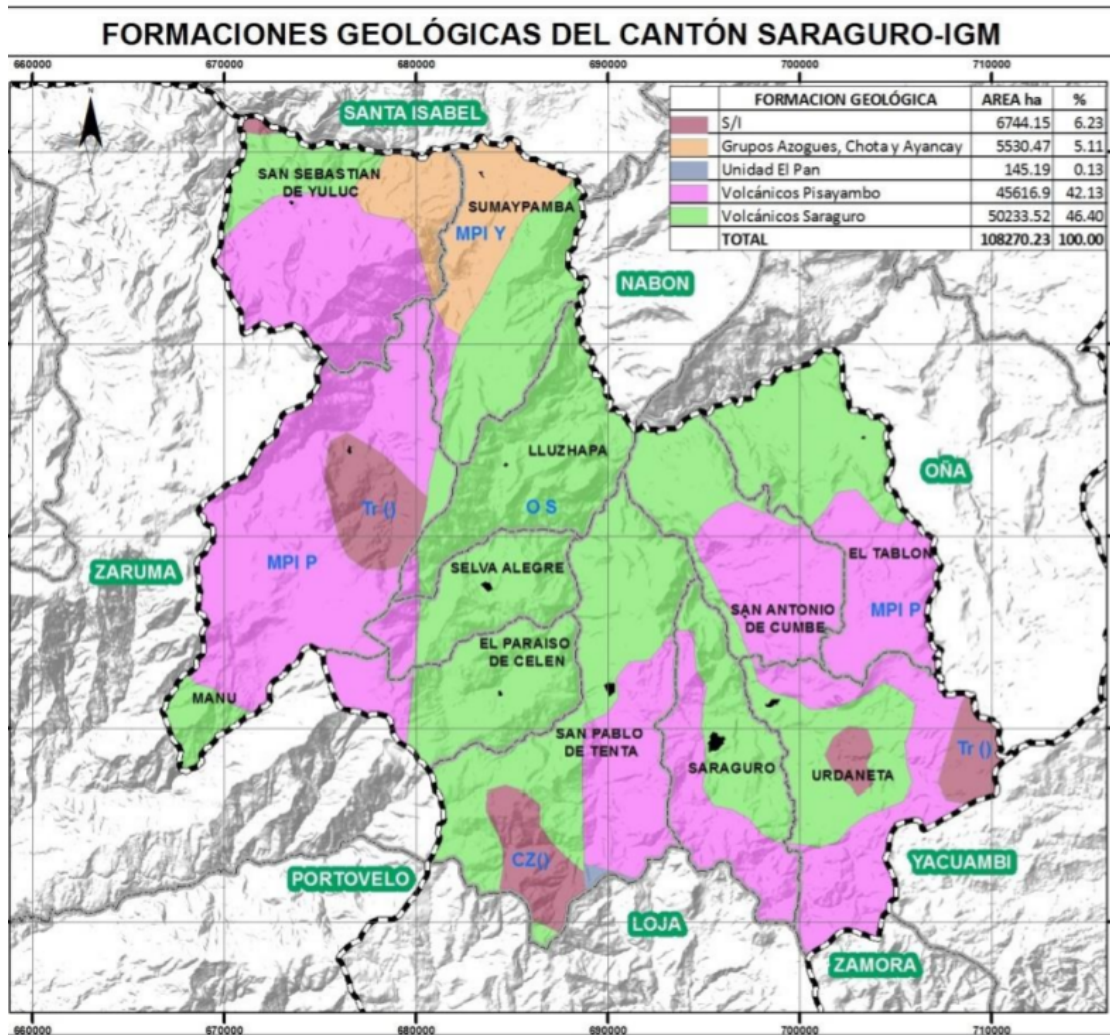 FORMACIONES GEOLÓGICAS DEL CANTÓN SARAGURO-IGM
660000 670000 680000 690000 700000 710000
N
FORMACION GEOLÓGICA AREA ha %
S/I 6744.15 6.23
Grupos Azogues, Chota y Ayancay 5530.47 5.11
Unidad El Pan 145.19 0.13
Volcánicos Pisayambo 45616.9 42.13
Volcánicos Saraguro 50233.52 46.40
TOTAL 108270.23 100.00
SANTA ISABEL
SAN SEBASTIAN
DE YULUC
SUMAYPAMBA
MPI Y
NABON
LLUZHAPA
OÑA
Tr ()
O S
EL TABLON
MPI P
ZARUMA
SELVA ALEGRE
SAN ANTONIO
DE CUMBE
MPI P
EL PARAISO
DE CELEN
MANU
SAN PABLO
DE TENTA
SARAGURO
URDANETA
Tr ()
CZ()
PORTOVELO
YACUAMBI
LOJA
ZAMORA
660000 670000 680000 690000 700000 710000